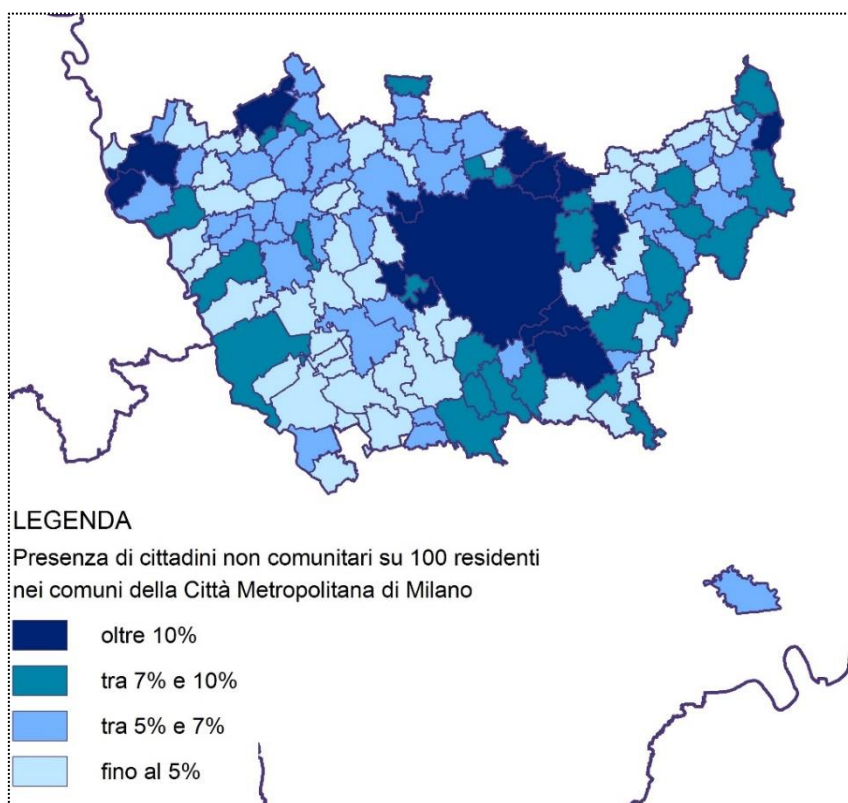 LEGENDA
Presenza di cittadini non comunitari su 100 residenti
nei comuni della Città Metropolitana di Milano
oltre 10%
tra 7% e 10%
tra 5% e 7%
fino al 5%